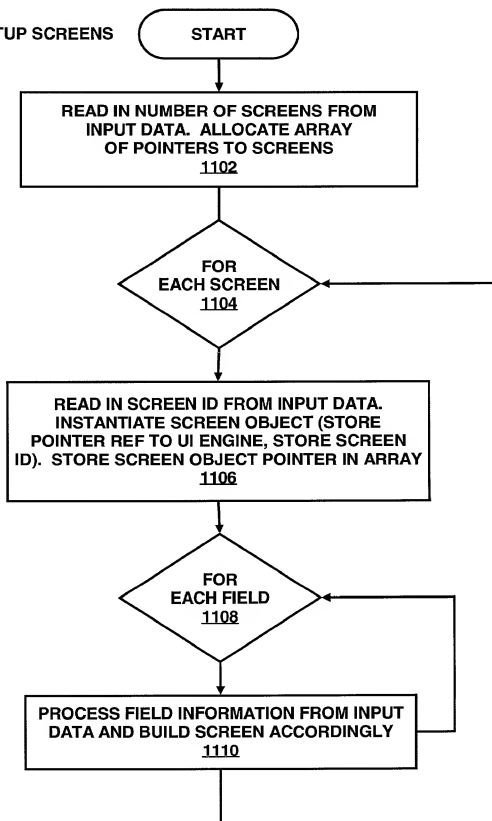 TUP SCREENS
START
READ IN NUMBER OF SCREENS FROM
INPUT DATA. ALLOCATE ARRAY
OF POINTERS TO SCREENS
1102
FOR
EACH SCREEN
1104
READ IN SCREEN ID FROM INPUT DATA.
INSTANTIATE SCREEN OBJECT (STORE
POINTER REF TO UI ENGINE, STORE SCREEN
ID). STORE SCREEN OBJECT POINTER IN ARRAY
1106
FOR
EACH FIELD
1108
PROCESS FIELD INFORMATION FROM INPUT
DATA AND BUILD SCREEN ACCORDINGLY
1110